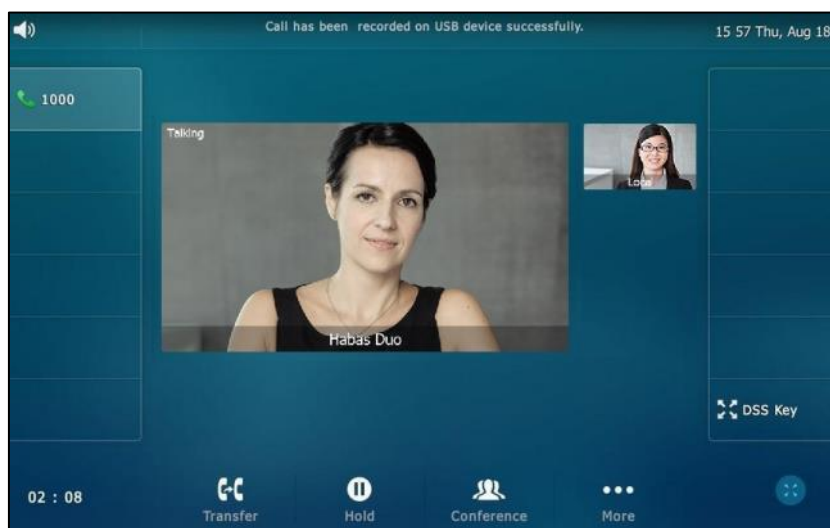 Call has been recorded on USB device successfully.
15 57 Thu, Aug 18
1000
Talking
Loca
Habas Duo
DSS Key
02 : 08
Transfer
Hold
Conference
More